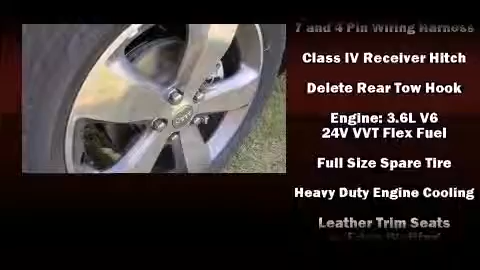 7 and 4 Pin Wiring Harness
Class IV Receiver Hitch
Delete Rear Tow Hook
Engine: 3.6L V6
24V VVT Flex Fuel
Full Size Spare Tire
Heavy Duty Engine Cooling
Leather Trim Seats